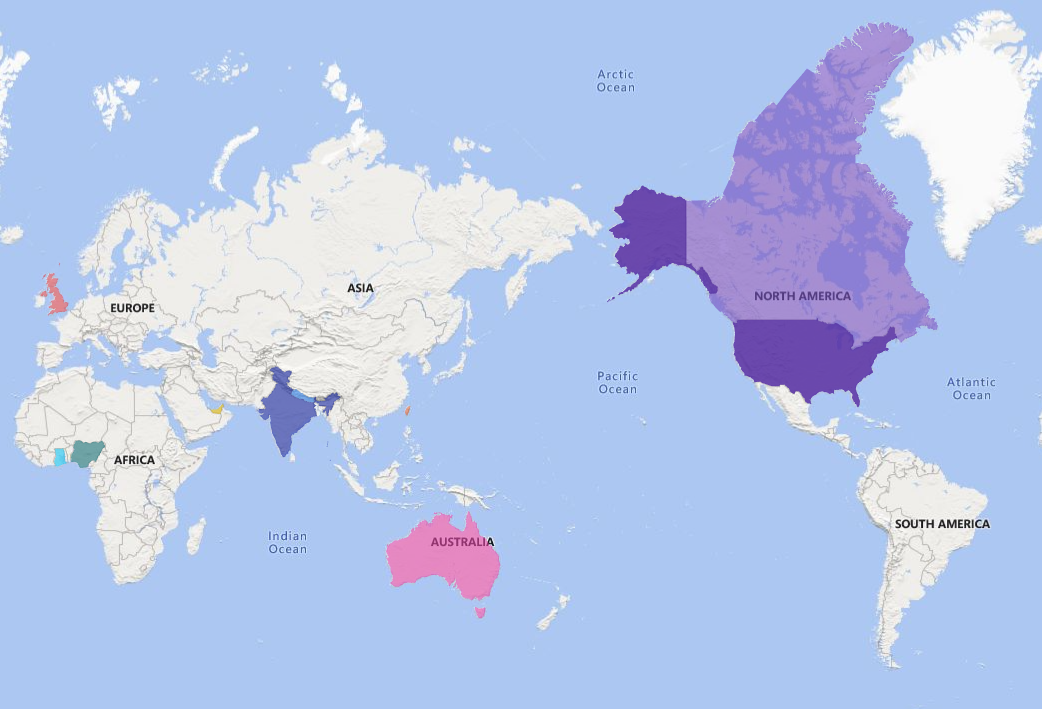 Arctic
Ocean
ASIA
NORTH AMERICA
EUROPE
Pacific
Ocean
Atlantic
Ocean
AFRICA
SOUTH AMERICA
Indian
Ocean
AUSTRALIA